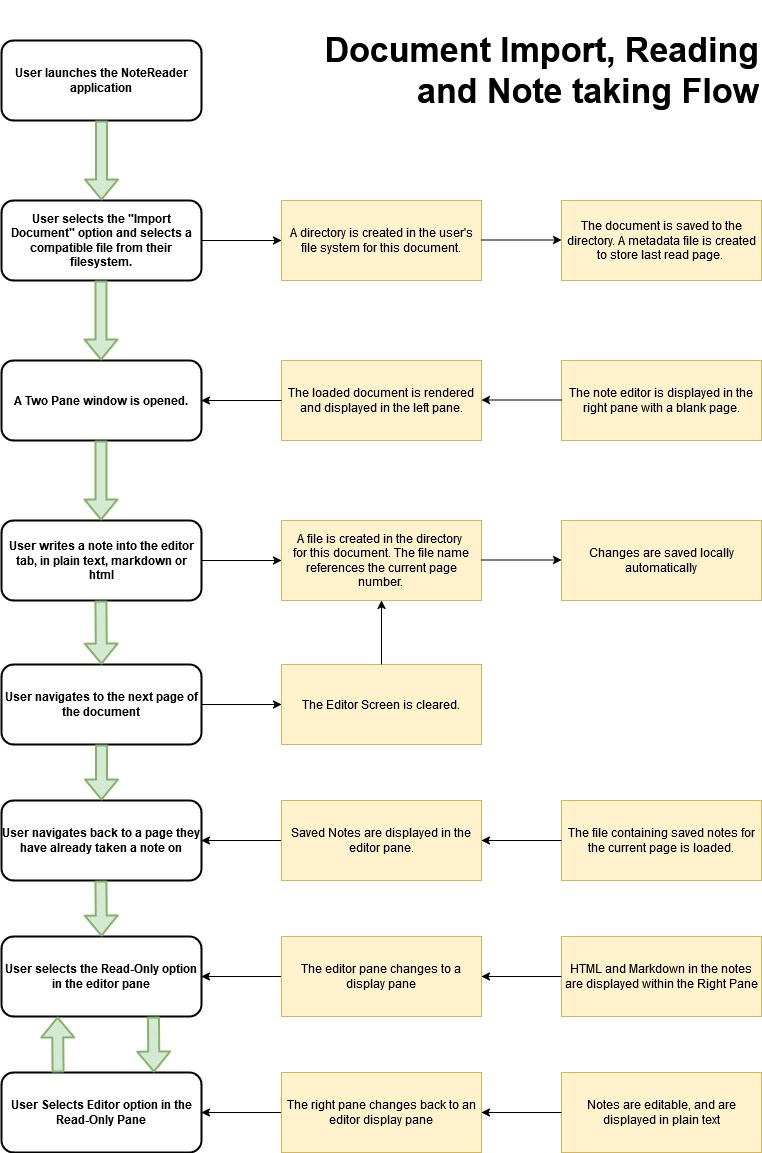 Document Import, Reading
and Note taking Flow
User launches the NoteReader
application
User selects the "Import
Document" option and selects a
compatible file from their
filesystem.
A directory is created in the user's
file system for this document.
The document is saved to the
directory. A metadata file is created
to store last read page.
A Two Pane window is opened.
The loaded document is rendered
and displayed in the left pane.
The note editor is displayed in the
right pane with a blank page.
User writes a note into the editor
tab, in plain text, markdown or
html
A file is created in the directory
for this document. The file name
references the current page
number.
Changes are saved locally
automatically
User navigates to the next page of
the document
The Editor Screen is cleared.
User navigates back to a page they
have already taken a note on
Saved Notes are displayed in the
editor pane.
The file containing saved notes for
the current page is loaded.
User selects the Read-Only option
in the editor pane
The editor pane changes to a
display pane
HTML and Markdown in the notes
are displayed within the Right Pane
User Selects Editor option in the
Read-Only Pane
The right pane changes back to an
editor display pane
Notes are editable, and are
displayed in plain text